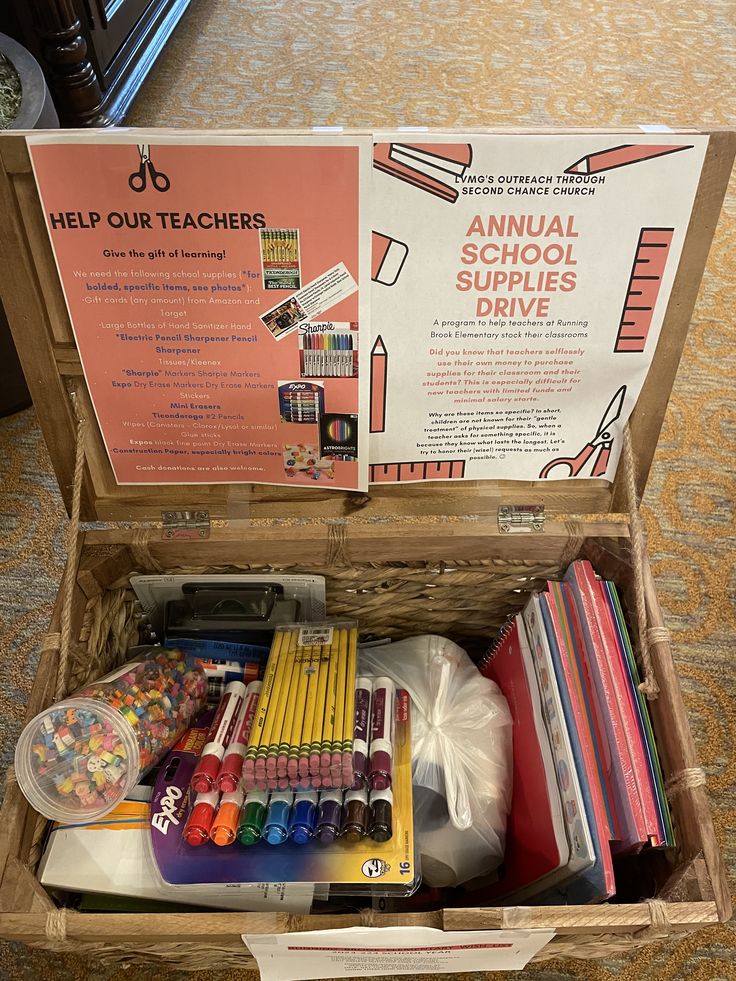 HELP OUR TEACHERS
Give the gift of learning!
We need the following school supplies (*for
bolded, specific items, see photos*):
·Gift cards (any amount) from Amazon and
Target
·Large Bottles of Hand Sanitizer Hand
*Electric Pencil Sharpener Pencil
Sharpener
·Tissues/Kleenex
"Sharpie" Markers Sharpie Markers
Expo Dry Erase Markers Dry Erase Markers
Stickers
Mini Erasers
Ticonderoga #2 Pencils
Wipes (Canisters - Clorox/Lysol or similar)
Glue sticks
Expos black fine point Dry Erase Markers
Construction Paper, especially bright colors
Cash donations are also welcome.
TICONDEROGA
Sharpie
EXPO
ASTROBRIGHTS
LVMG'S OUTREACH THROUGH
SECOND CHANCE CHURCH
ANNUAL
SCHOOL
SUPPLIES
DRIVE
A program to help teachers at Running
Brook Elementary stock their classrooms
Did you know that teachers selflessly
use their own money to purchase
supplies for their classroom and their
students? This is especially difficult for
new teachers with limited funds and
minimal salary starts.
Why are these items so specific? In short,
children are not known for their "gentle
treatment" of physical supplies. So, when a
teacher asks for something specific, it is
because they know what lasts the longest. Let's
try to honor their (wise!) requests as much as
possible. ☺
EXPO
16
RUNNING BROOK ELEMENTARY WISH LIST